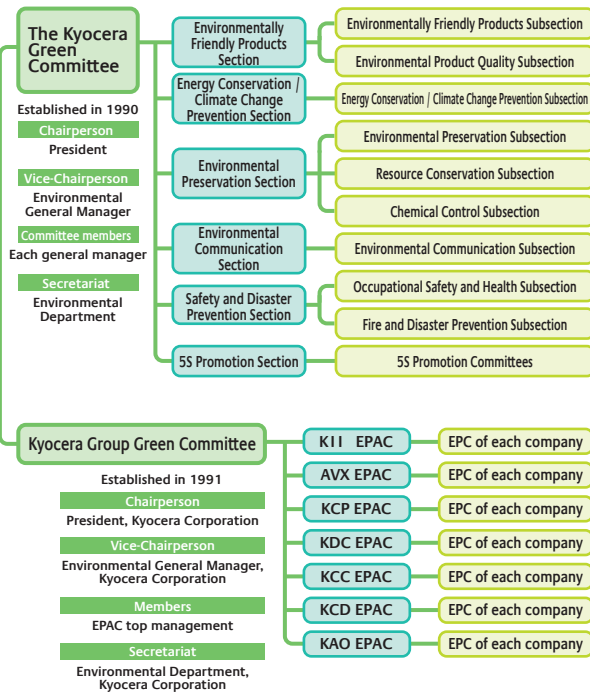 The Kyocera
Green
Committee
Established in 1990
Chairperson
President
Vice-Chairperson
Environmental
General Manager
Committee members
Each general manager
Secretariat
Environmental
Department
Environmentally
Friendly Products
Section
Environmentally Friendly Products Subsection
Environmental Product Quality Subsection
Energy Conservation /
Climate Change
Prevention Section
Energy Conservation / Climate Change Prevention Subsection
Environmental
Preservation Section
Environmental Preservation Subsection
Resource Conservation Subsection
Chemical Control Subsection
Environmental
Communication
Section
Environmental Communication Subsection
Safety and Disaster
Prevention Section
Occupational Safety and Health Subsection
Fire and Disaster Prevention Subsection
5S Promotion Section
5S Promotion Committees
Kyocera Group Green Committee
Established in 1991
Chairperson
President, Kyocera Corporation
Vice-Chairperson
Environmental General Manager,
Kyocera Corporation
Members
EPAC top management
Secretariat
Environmental Department,
Kyocera Corporation
KII EPAC
EPC of each company
AVX EPAC
EPC of each company
KCP EPAC
EPC of each company
KDC EPAC
EPC of each company
KCC EPAC
EPC of each company
KCD EPAC
EPC of each company
KAO EPAC
EPC of each company